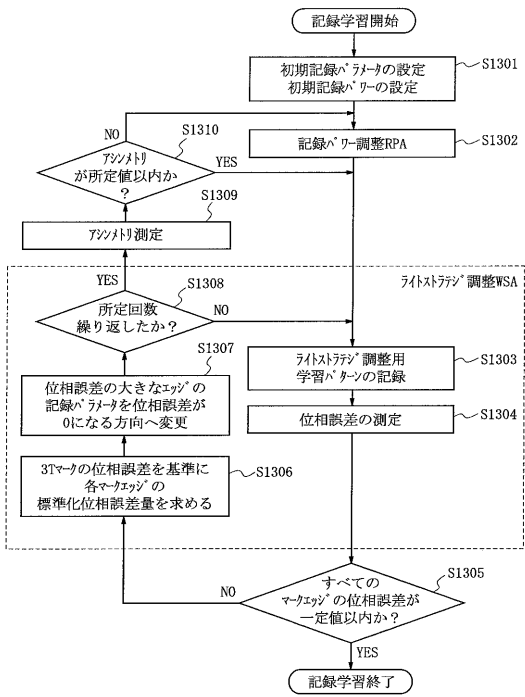 記録学習開始
初期記録ﾊﾟﾗﾒｰﾀの設定
初期記録ﾊﾟﾜｰの設定
S1301
NO
S1310
記録ﾊﾟﾜｰ調整RPA
S1302
ｱｼﾝﾒﾄﾘ
が所定値以内か
?
YES
S1309
ｱｼﾝﾒﾄﾘ測定
YES
ﾗｲﾄｽﾄﾗﾃｼﾞ調整WSA
S1308
所定回数
繰り返したか?
NO
S1307
ﾗｲﾄｽﾄﾗﾃｼﾞ調整用
学習ﾊﾟﾀｰﾝの記録
S1303
位相誤差の大きなｴｯｼﾞの
記録ﾊﾟﾗﾒｰﾀを位相誤差が
0になる方向へ変更
位相誤差の測定
S1304
3Tﾏｰｸの位相誤差を基準に
各ﾏｰｸｴｯｼﾞの
標準化位相誤差量を求める
S1306
NO
すべての
ﾏｰｸｴｯｼﾞの位相誤差が
一定値以内か?
S1305
YES
記録学習終了